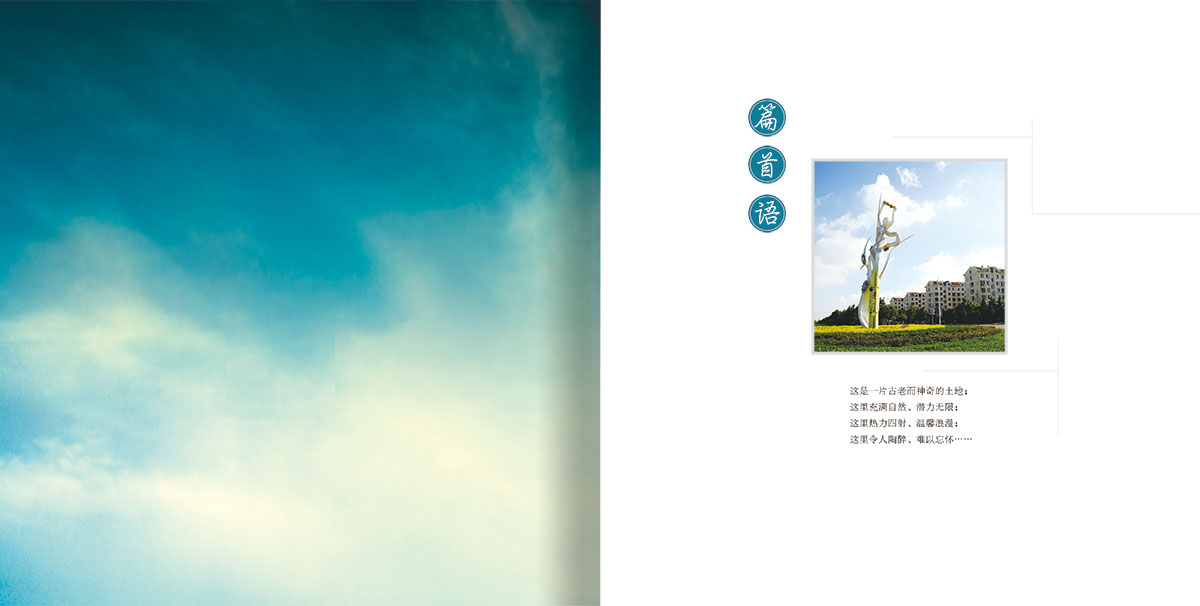 篇首语
这是一片古老而神奇的土地；
这里充满自然、潜力无限；
这里热力四射、温馨浪漫；
这里令人陶醉、难以忘怀……